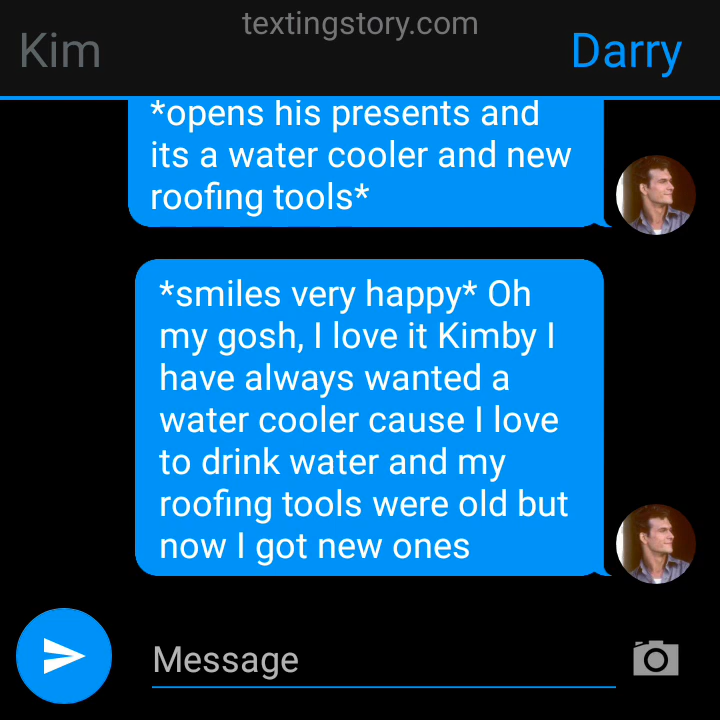 textingstory.com
Kim
Darry
*opens his presents and
its a water cooler and new
roofing tools*
*smiles very happy* Oh
my gosh, I love it Kimby I
have always wanted a
water cooler cause I love
to drink water and my
roofing tools were old but
now I got new ones
Message